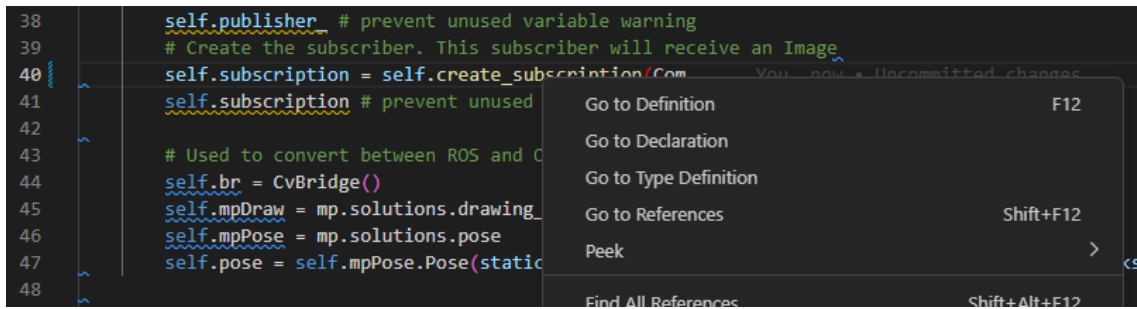 38 self.publisher_ # prevent unused variable warning
39 # Create the subscriber. This subscriber will receive an Image
40 self.subscription = self.create_subscription(Com You, now • Uncommitted changes
41 self.subscription # prevent unused
42
43 # Used to convert between ROS and
44 self.br = CvBridge()
45 self.mpDraw = mp.solutions.drawing_
46 self.mpPose = mp.solutions.pose
47 self.pose = self.mpPose.Pose(static
48
Go to Definition F12
Go to Declaration
Go to Type Definition
Go to References Shift+F12
Peek
Find All References Shift+Alt+F12